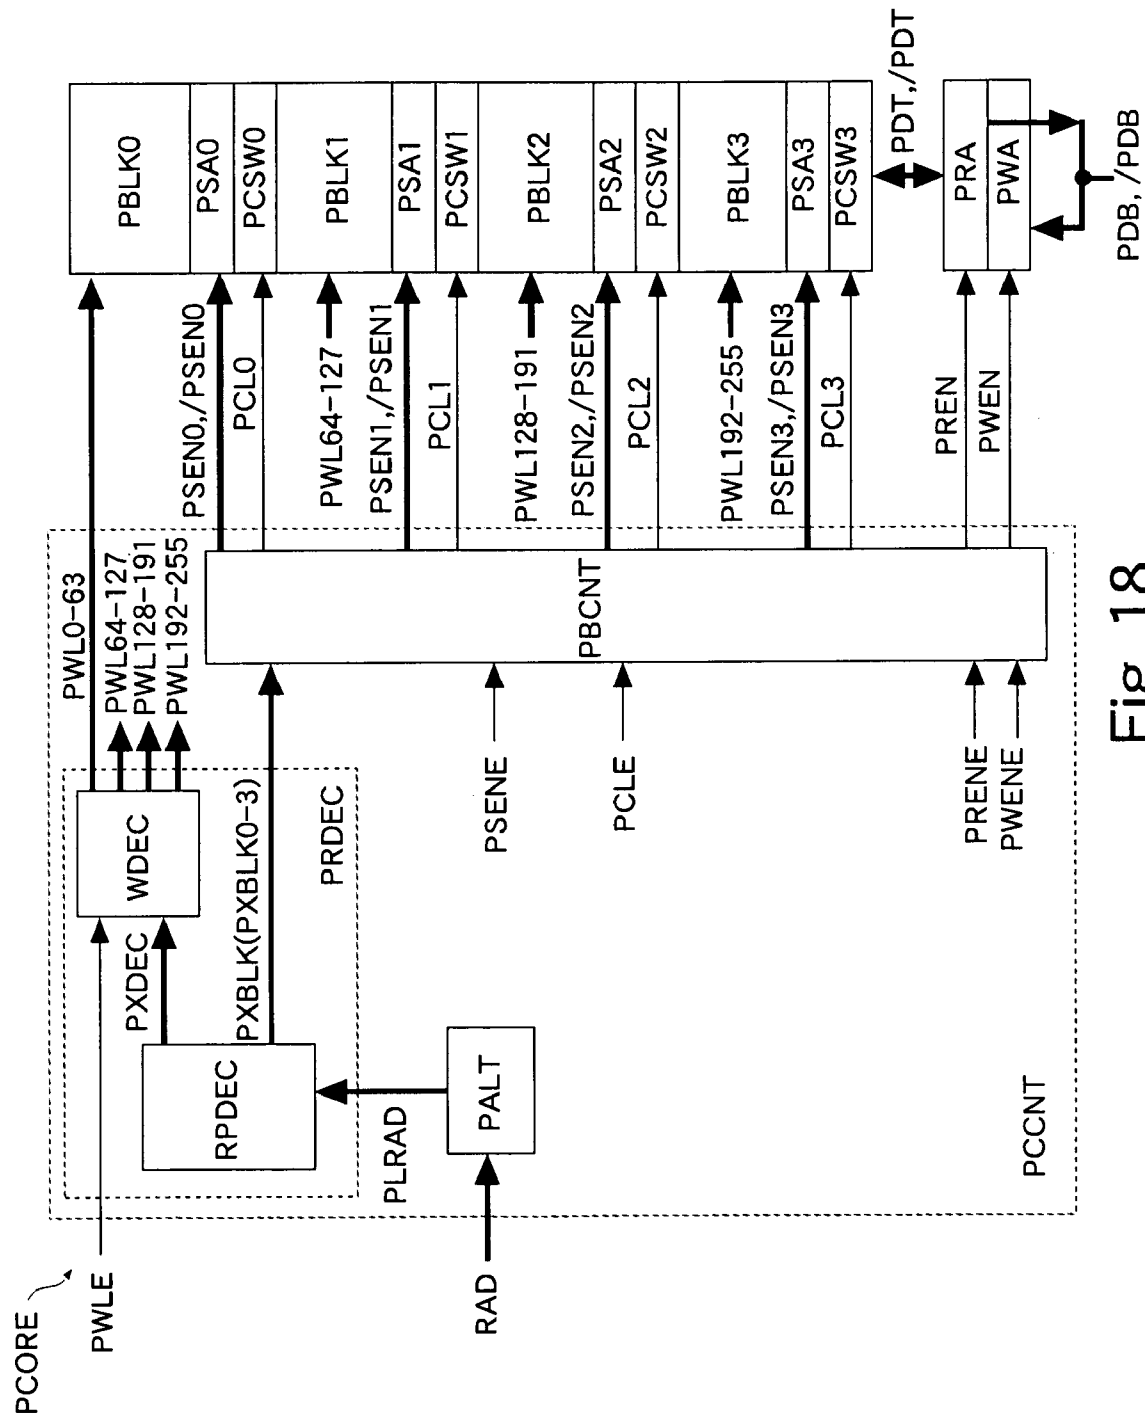 PCORE
PWLE
PXDEC
WDEC
PWL0-63
PWL64-127
PWL128-191
PWL192-255
RPDEC
PXBLK(PXBLK0-3)
PRDEC
PLRAD
RAD
PALT
PSENE
PCLE
PRENE
PWENE
PBCNT
PCCNT
PSEN0,/PSEN0
PCL0
PWL64-127
PSEN1,/PSEN1
PCL1
PWL128-191
PSEN2,/PSEN2
PCL2
PWL192-255
PSEN3,/PSEN3
PCL3
PREN
PWEN
PBLK0
PSA0
PCSW0
PBLK1
PSA1
PCSW1
PBLK2
PSA2
PCSW2
PBLK3
PSA3
PCSW3
PDT,/PDT
PRA
PWA
PDB, /PDB
Fig. 18